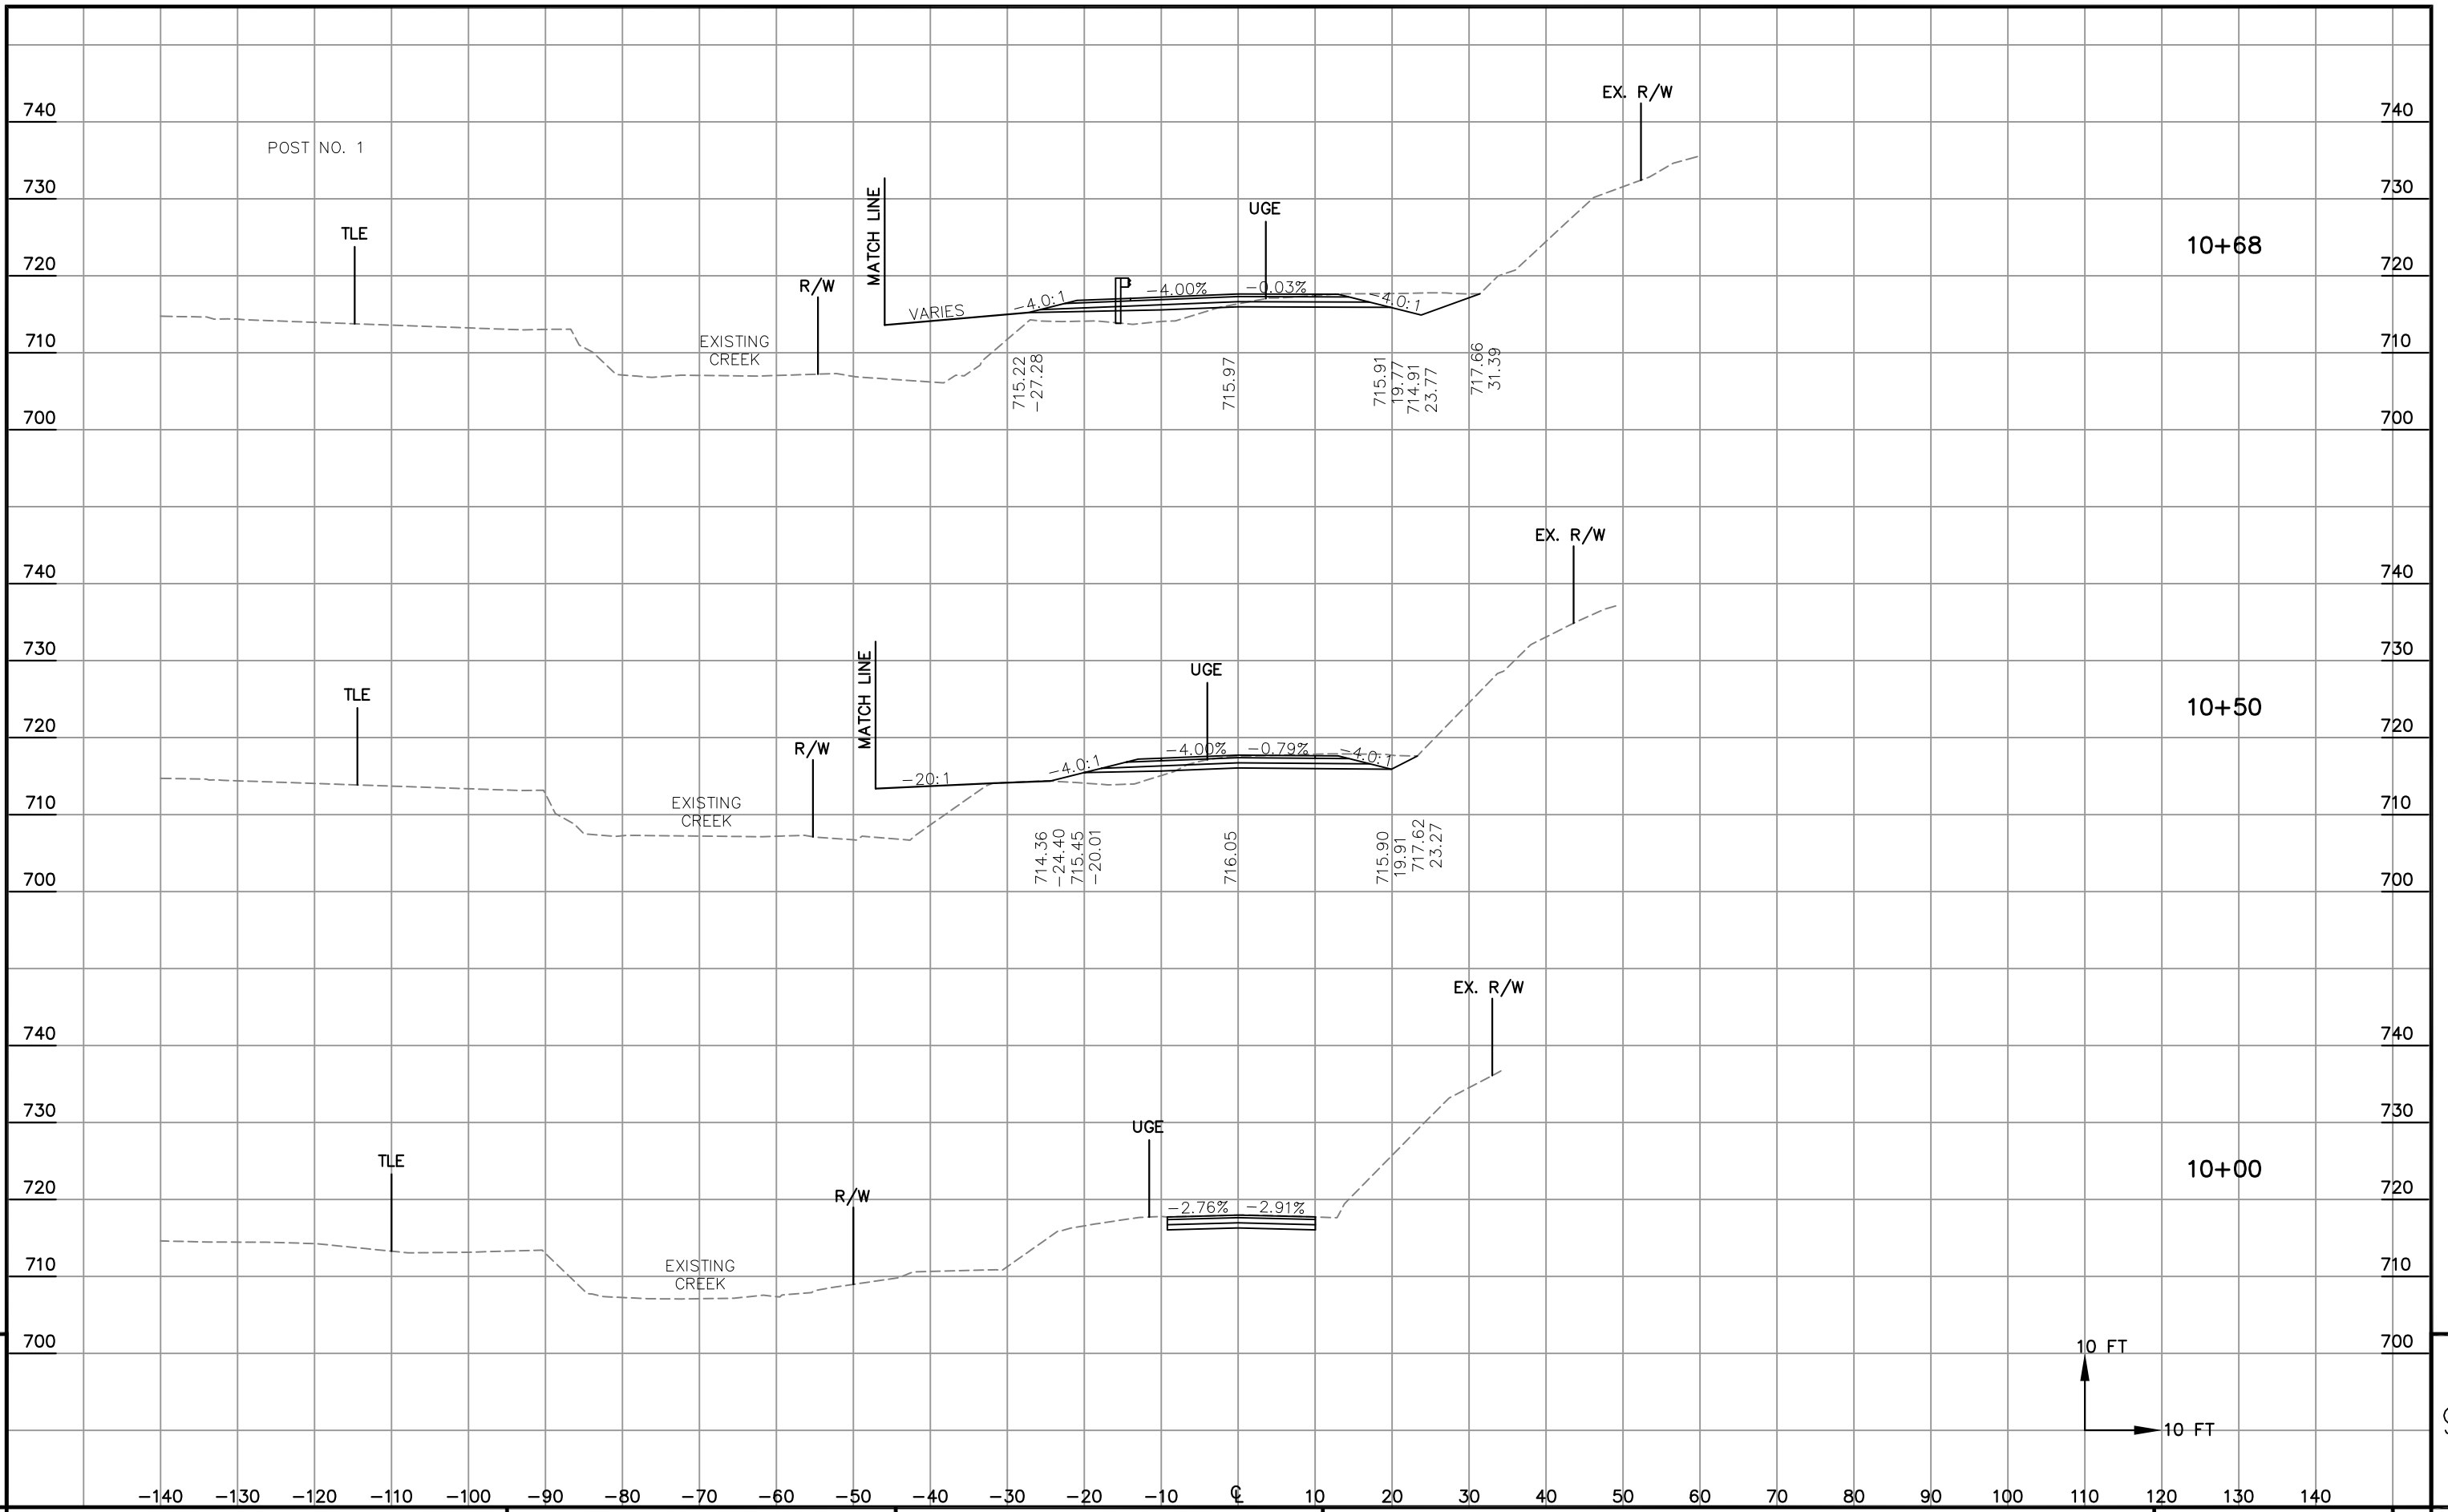 EX. R/W
740
740
POST NO. 1
730
730
MATCH LINE
UGE
TLE
10+68
720
720
R/W
-4.0:1
-4.00%
-0.03%
-4.0:1
VARIES
EXISTING
CREEK
710
710
715.22
-27.28
715.97
715.91
19.77
714.91
23.77
717.66
31.39
700
700
EX. R/W
740
740
730
730
MATCH LINE
UGE
TLE
10+50
720
720
R/W
-4.00%
-0.79%
-4.0:1
-4.0:1
-20:1
EXISTING
CREEK
710
710
714.36
-24.40
715.45
-20.01
716.05
715.90
19.91
717.62
23.27
700
700
EX. R/W
740
740
730
730
UGE
TLE
10+00
720
720
R/W
-2.76%
-2.91%
EXISTING
CREEK
710
710
700
700
10 FT
10 FT
-140 -130 -120 -110 -100 -90 -80 -70 -60 -50 -40 -30 -20 -10 ℄ 10 20 30 40 50 60 70 80 90 100 110 120 130 140